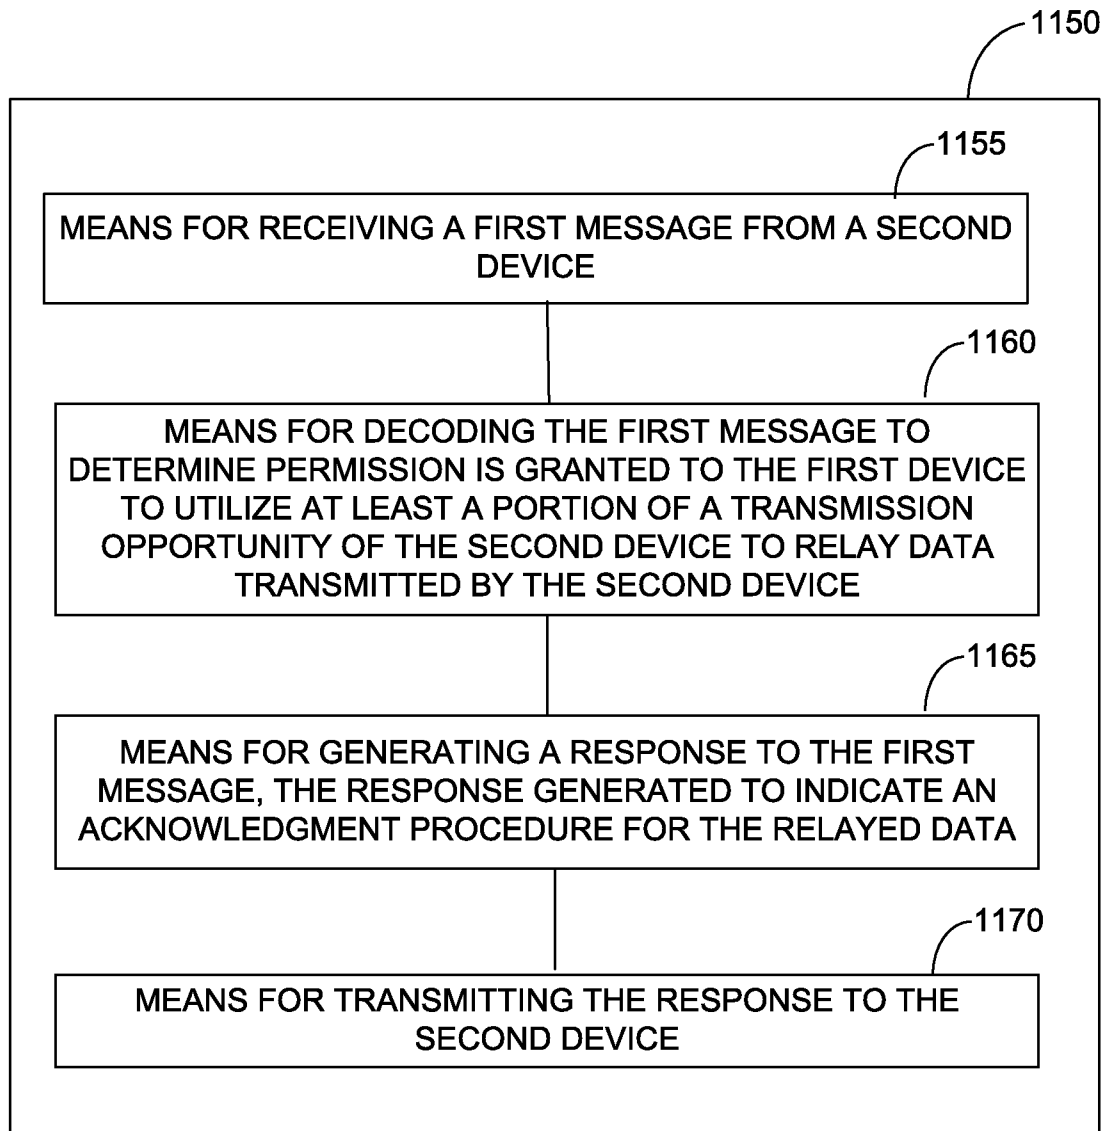 1150
1155
MEANS FOR RECEIVING A FIRST MESSAGE FROM A SECOND
DEVICE
1160
MEANS FOR DECODING THE FIRST MESSAGE TO
DETERMINE PERMISSION IS GRANTED TO THE FIRST DEVICE
TO UTILIZE AT LEAST A PORTION OF A TRANSMISSION
OPPORTUNITY OF THE SECOND DEVICE TO RELAY DATA
TRANSMITTED BY THE SECOND DEVICE
1165
MEANS FOR GENERATING A RESPONSE TO THE FIRST
MESSAGE, THE RESPONSE GENERATED TO INDICATE AN
ACKNOWLEDGMENT PROCEDURE FOR THE RELAYED DATA
1170
MEANS FOR TRANSMITTING THE RESPONSE TO THE
SECOND DEVICE